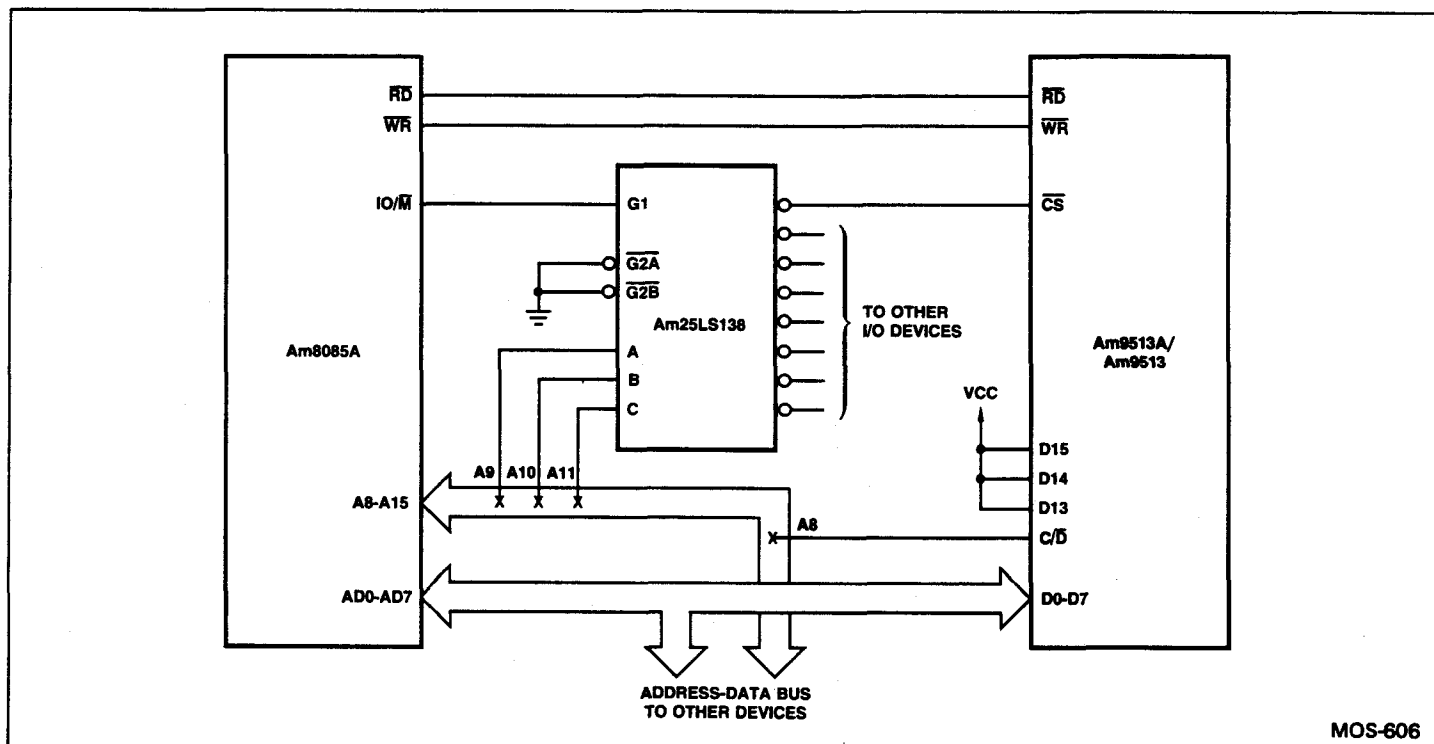 RD
WR
IO/M
Am8085A
A8-A15
AD0-AD7
G1
G2A
G2B
Am25LS138
A
B
C
A9 A10 A11
TO OTHER
I/O DEVICES
A8
ADDRESS-DATA BUS
TO OTHER DEVICES
RD
WR
CS
Am9513A/
Am9513
VCC
D15
D14
D13
C/D
D0-D7
MOS-606